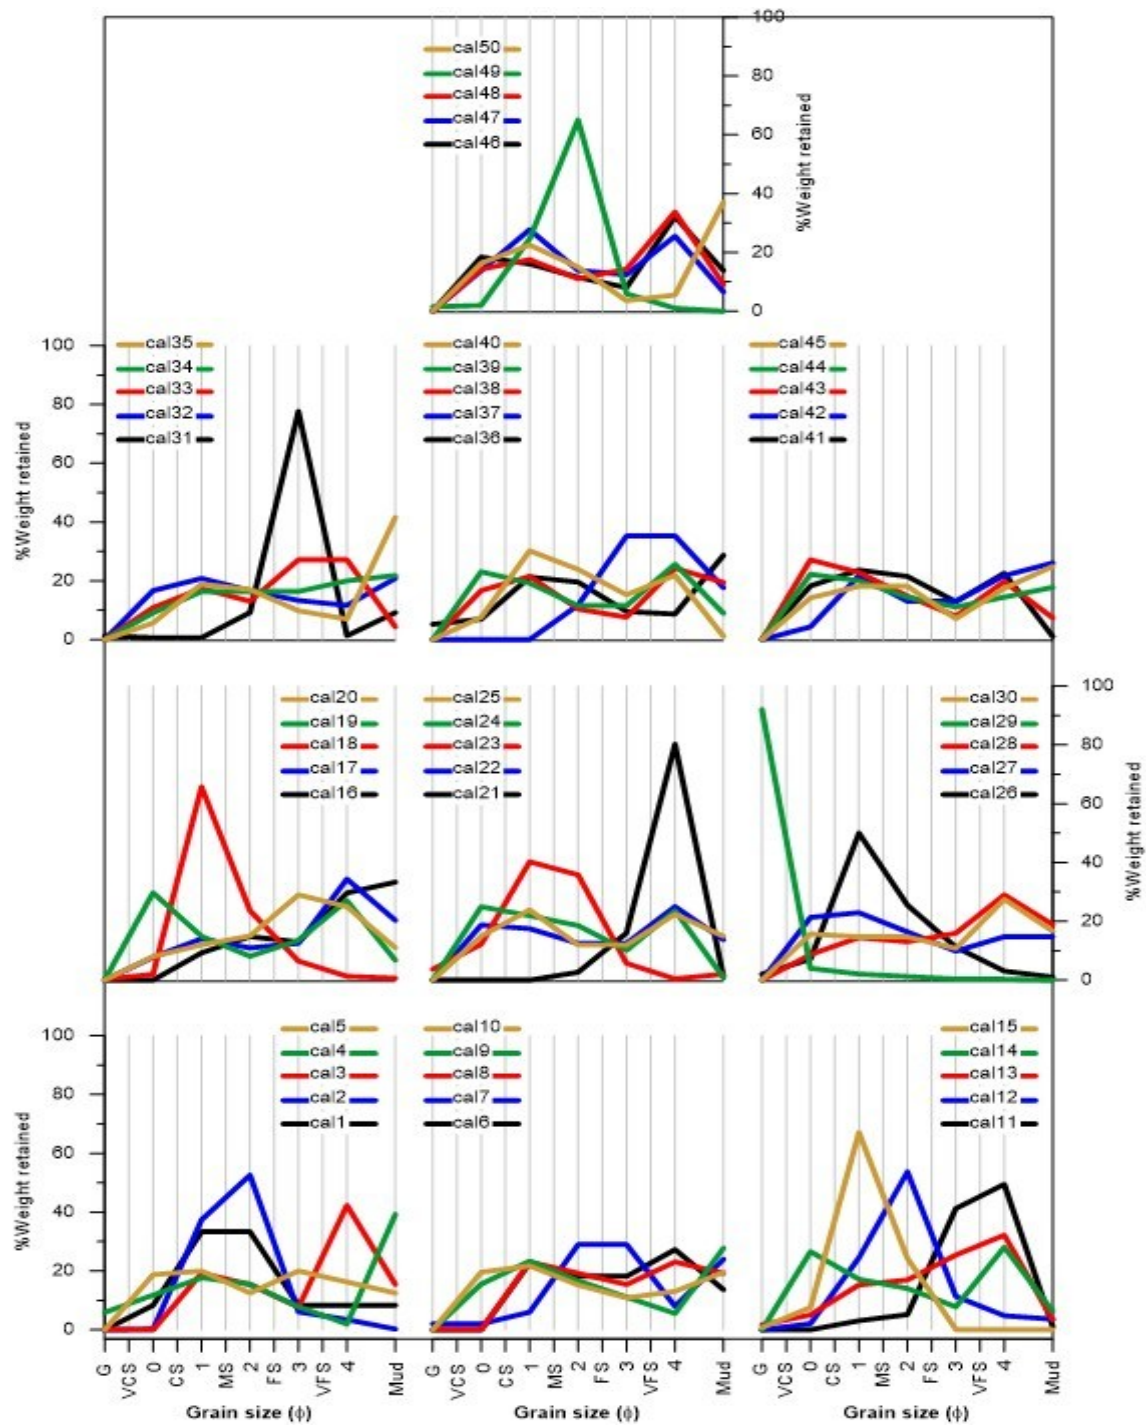 100
cal50
cal49
cal48
cal47
cal46
80
60
40
20
0
%Weight retained
100
80
60
40
20
0
%Weight retained
cal35
cal34
cal33
cal32
cal31
cal40
cal39
cal38
cal37
cal36
cal45
cal44
cal43
cal42
cal41
cal20
cal19
cal18
cal17
cal16
cal25
cal24
cal23
cal22
cal21
cal30
cal29
cal28
cal27
cal26
100
80
60
40
20
0
%Weight retained
100
80
60
40
20
0
%Weight retained
cal5
cal4
cal3
cal2
cal1
cal10
cal9
cal8
cal7
cal6
cal15
cal14
cal13
cal12
cal11
G VCS 0 CS 1 MS 2 FS 3 VFS 4 Mud
Grain size (ϕ)
G VCS 0 CS 1 MS 2 FS 3 VFS 4 Mud
Grain size (ϕ)
G VCS 0 CS 1 MS 2 FS 3 VFS 4 Mud
Grain size (ϕ)